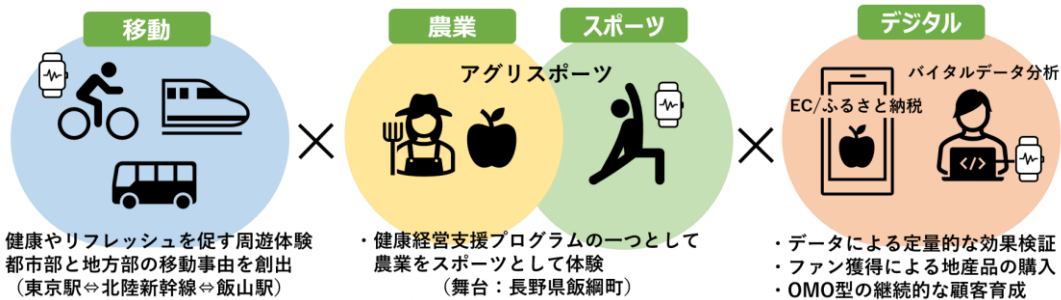 移動
農業
スポーツ
デジタル
アグリスポーツ
バイタルデータ分析
EC/ふるさと納税
</>
健康やリフレッシュを促す周遊体験
都市部と地方部の移動事由を創出
（東京駅⇔北陸新幹線⇔飯山駅）
・健康経営支援プログラムの一つとして
農業をスポーツとして体験
（舞台：長野県飯綱町）
・データによる定量的な効果検証
・ファン獲得による地産品の購入
・OMO型の継続的な顧客育成